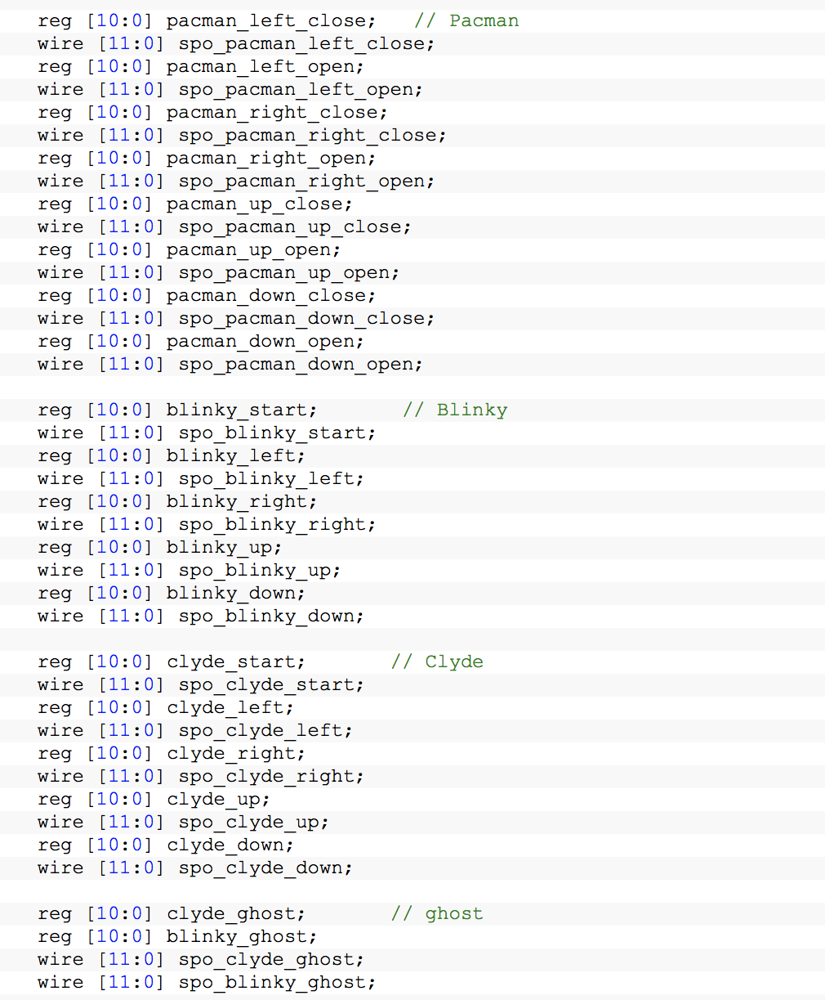 reg [10:0] pacman_left_close;   // Pacman
wire [11:0] spo_pacman_left_close;
reg [10:0] pacman_left_open;
wire [11:0] spo_pacman_left_open;
reg [10:0] pacman_right_close;
wire [11:0] spo_pacman_right_close;
reg [10:0] pacman_right_open;
wire [11:0] spo_pacman_right_open;
reg [10:0] pacman_up_close;
wire [11:0] spo_pacman_up_close;
reg [10:0] pacman_up_open;
wire [11:0] spo_pacman_up_open;
reg [10:0] pacman_down_close;
wire [11:0] spo_pacman_down_close;
reg [10:0] pacman_down_open;
wire [11:0] spo_pacman_down_open;
reg [10:0] blinky_start;       // Blinky
wire [11:0] spo_blinky_start;
reg [10:0] blinky_left;
wire [11:0] spo_blinky_left;
reg [10:0] blinky_right;
wire [11:0] spo_blinky_right;
reg [10:0] blinky_up;
wire [11:0] spo_blinky_up;
reg [10:0] blinky_down;
wire [11:0] spo_blinky_down;
reg [10:0] clyde_start;       // Clyde
wire [11:0] spo_clyde_start;
reg [10:0] clyde_left;
wire [11:0] spo_clyde_left;
reg [10:0] clyde_right;
wire [11:0] spo_clyde_right;
reg [10:0] clyde_up;
wire [11:0] spo_clyde_up;
reg [10:0] clyde_down;
wire [11:0] spo_clyde_down;
reg [10:0] clyde_ghost;       // ghost
reg [10:0] blinky_ghost;
wire [11:0] spo_clyde_ghost;
wire [11:0] spo_blinky_ghost;